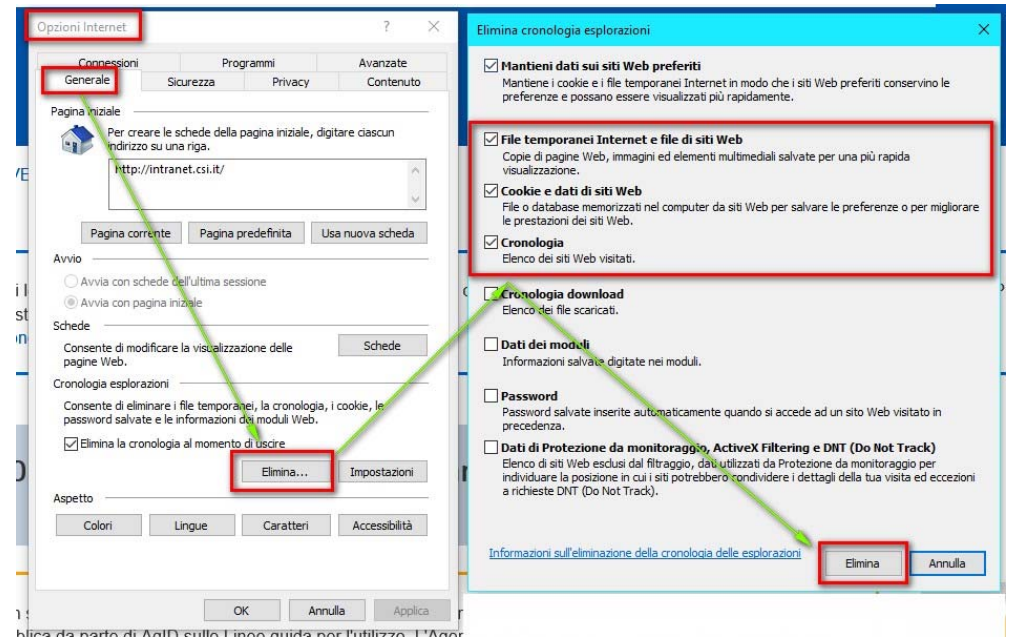 Opzioni Internet
Connessioni Programmi Avanzate
Generale Sicurezza Privacy Contenuto
Pagina iniziale
Per creare le schede della pagina iniziale, digitare ciascun
indirizzo su una riga.
http://intranet.csi.it/
Pagina corrente Pagina predefinita Usa nuova scheda
Avvio
Avvia con schede dell'ultima sessione
Avvia con pagina iniziale
Schede
Consente di modificare la visualizzazione delle
pagine Web.
Schede
Cronologia esplorazioni
Consente di eliminare i file temporanei, la cronologia, i cookie, le
password salvate e le informazioni dei moduli Web.
Elimina la cronologia al momento di uscire
Elimina... Impostazioni
Aspetto
Colori Lingue Caratteri Accessibilità
OK Annulla Applica
Elimina cronologia esplorazioni
Mantieni dati sui siti Web preferiti
Mantiene i cookie e i file temporanei Internet in modo che i siti Web preferiti conservino le
preferenze e possano essere visualizzati più rapidamente.
File temporanei Internet e file di siti Web
Copie di pagine Web, immagini ed elementi multimediali salvate per una più rapida
visualizzazione.
Cookie e dati di siti Web
File o database memorizzati nel computer da siti Web per salvare le preferenze o per migliorare
le prestazioni dei siti Web.
Cronologia
Elenco dei siti Web visitati.
Cronologia download
Elenco dei file scaricati.
Dati dei moduli
Informazioni salvate digitate nei moduli.
Password
Password salvate inserite automaticamente quando si accede ad un sito Web visitato in
precedenza.
Dati di Protezione da monitoraggio, ActiveX Filtering e DNT (Do Not Track)
Elenco di siti Web esclusi dal filtraggio, dati utilizzati da Protezione da monitoraggio per
individuare la posizione in cui i siti potrebbero condividere i dettagli della tua visita ed eccezioni
a richieste DNT (Do Not Track).
Informazioni sull'eliminazione della cronologia delle esplorazioni
Elimina Annulla
da parte di AgID sulle Linee guida per l'utilizzo. L'Agen